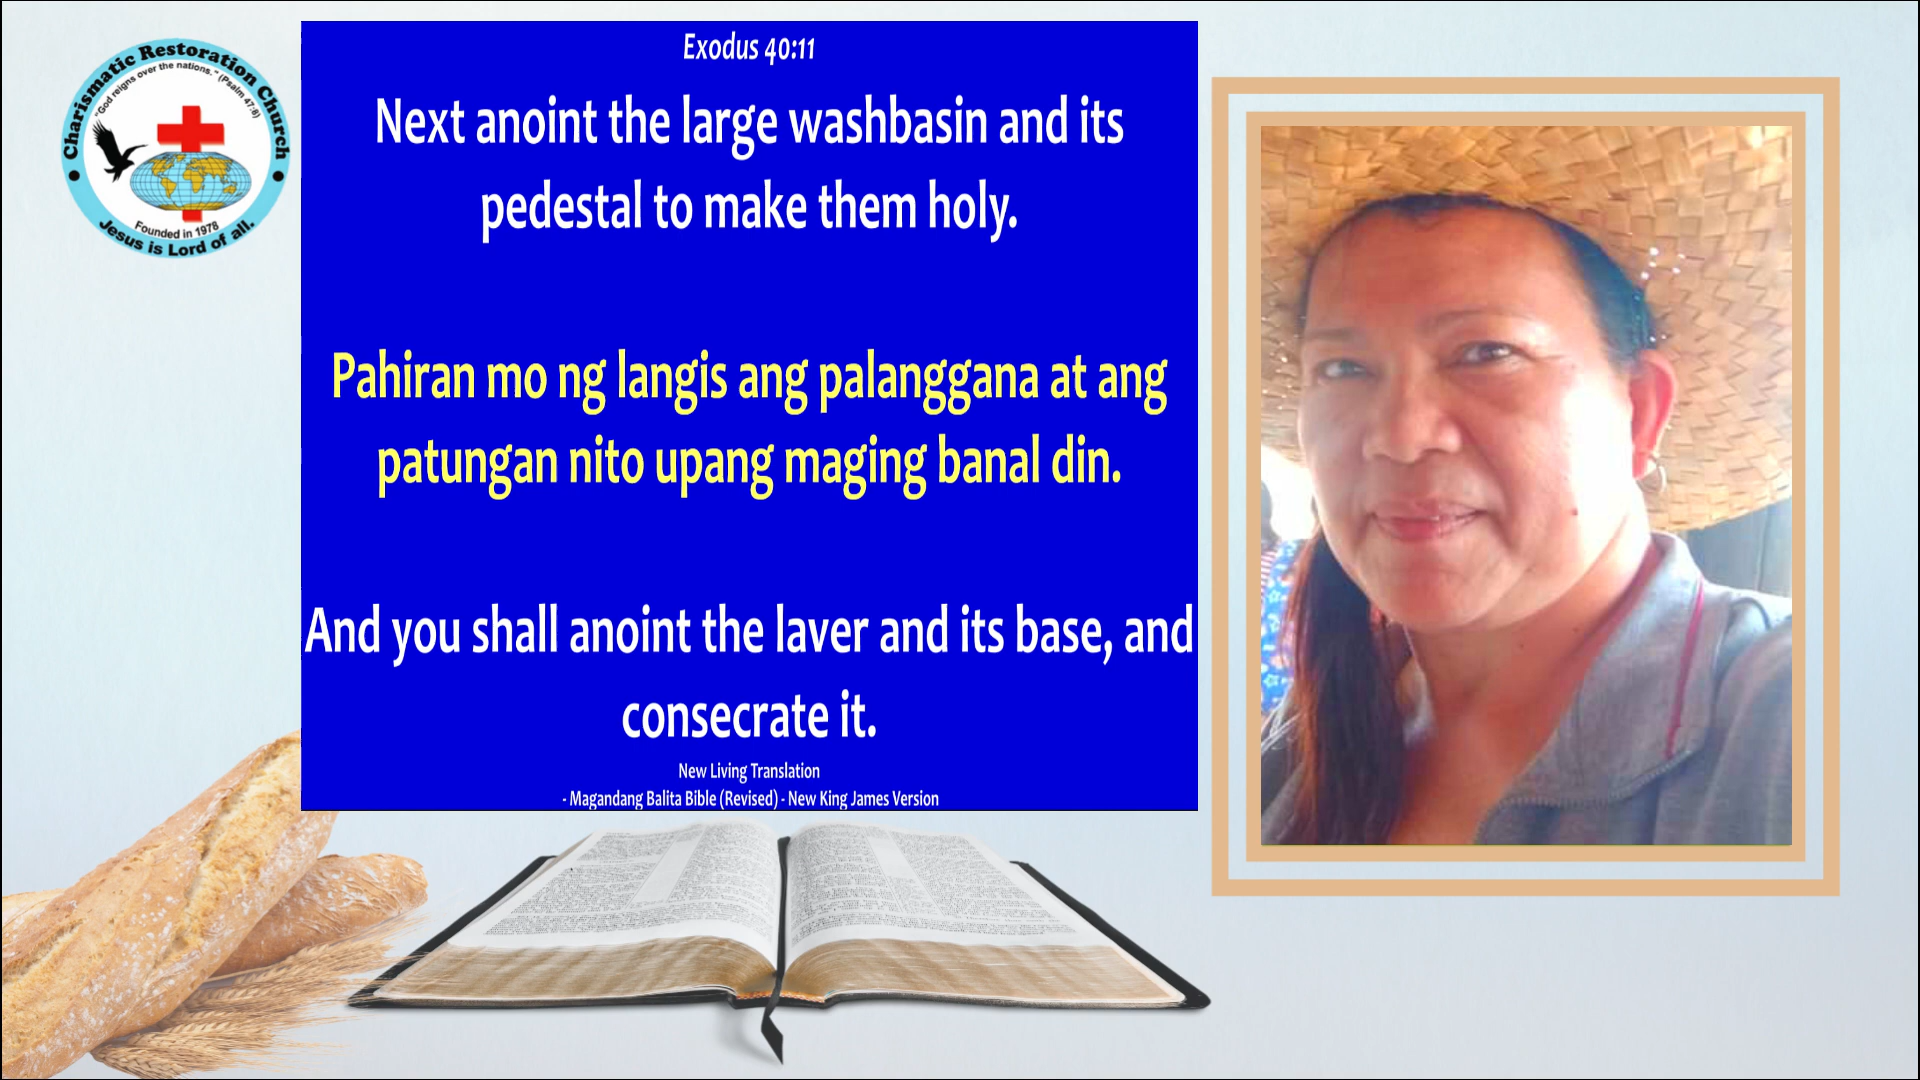 Charismatic Restoration Church
"God reigns over the nations." (Psalm 47:8)
Founded in 1978
Jesus is Lord of all.
Exodus 40:11
Next anoint the large washbasin and its
pedestal to make them holy.
Pahiran mo ng langis ang palanggana at ang
patungan nito upang maging banal din.
And you shall anoint the laver and its base, and
consecrate it.
New Living Translation
- Magandang Balita Bible (Revised) - New King James Version